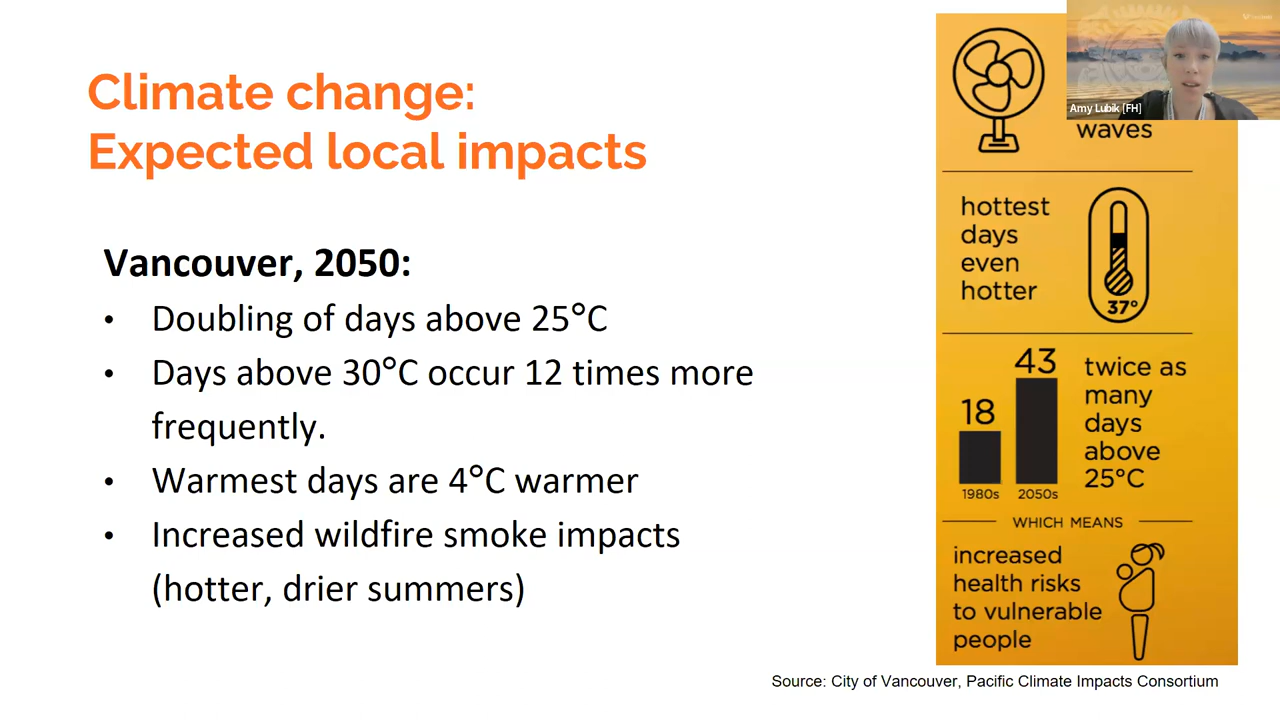 Climate change:
Expected local impacts
Vancouver, 2050:
• Doubling of days above 25°C
• Days above 30°C occur 12 times more
frequently.
• Warmest days are 4°C warmer
• Increased wildfire smoke impacts
(hotter, drier summers)
Amy Lubik [FH]
waves
hottest
days
even
hotter
37°
18
43
1980s
2050s
twice as
many
days
above
25°C
WHICH MEANS
increased
health risks
to vulnerable
people
Source: City of Vancouver, Pacific Climate Impacts Consortium